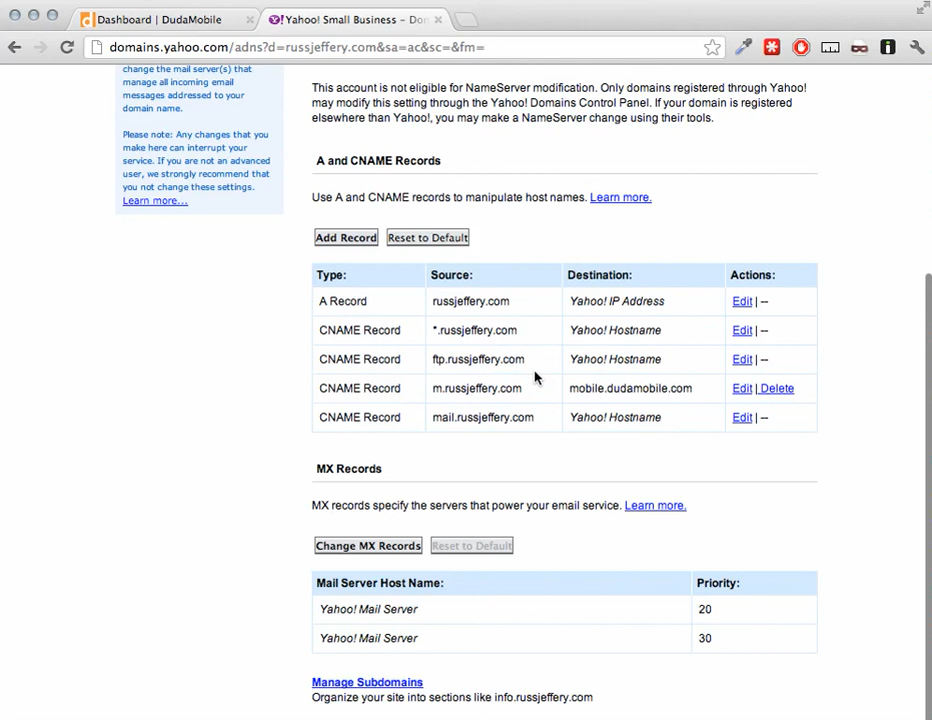 Dashboard | DudaMobile
Yahoo! Small Business – Don
domains.yahoo.com/adns?d=russjeffery.com&sa=ac&sc=&fm=
change the mail server(s) that
manage all incoming email
messages addressed to your
domain name.
Please note: Any changes that you
make here can interrupt your
service. If you are not an advanced
user, we strongly recommend that
you not change these settings.
Learn more...
This account is not eligible for NameServer modification. Only domains registered through Yahoo!
may modify this setting through the Yahoo! Domains Control Panel. If your domain is registered
elsewhere than Yahoo!, you may make a NameServer change using their tools.
A and CNAME Records
Use A and CNAME records to manipulate host names. Learn more.
Add Record Reset to Default
Type: Source: Destination: Actions:
A Record russjeffery.com Yahoo! IP Address Edit | --
CNAME Record *.russjeffery.com Yahoo! Hostname Edit | --
CNAME Record ftp.russjeffery.com Yahoo! Hostname Edit | --
CNAME Record m.russjeffery.com mobile.dudamobile.com Edit | Delete
CNAME Record mail.russjeffery.com Yahoo! Hostname Edit | --
MX Records
MX records specify the servers that power your email service. Learn more.
Change MX Records Reset to Default
Mail Server Host Name: Priority:
Yahoo! Mail Server 20
Yahoo! Mail Server 30
Manage Subdomains
Organize your site into sections like info.russjeffery.com